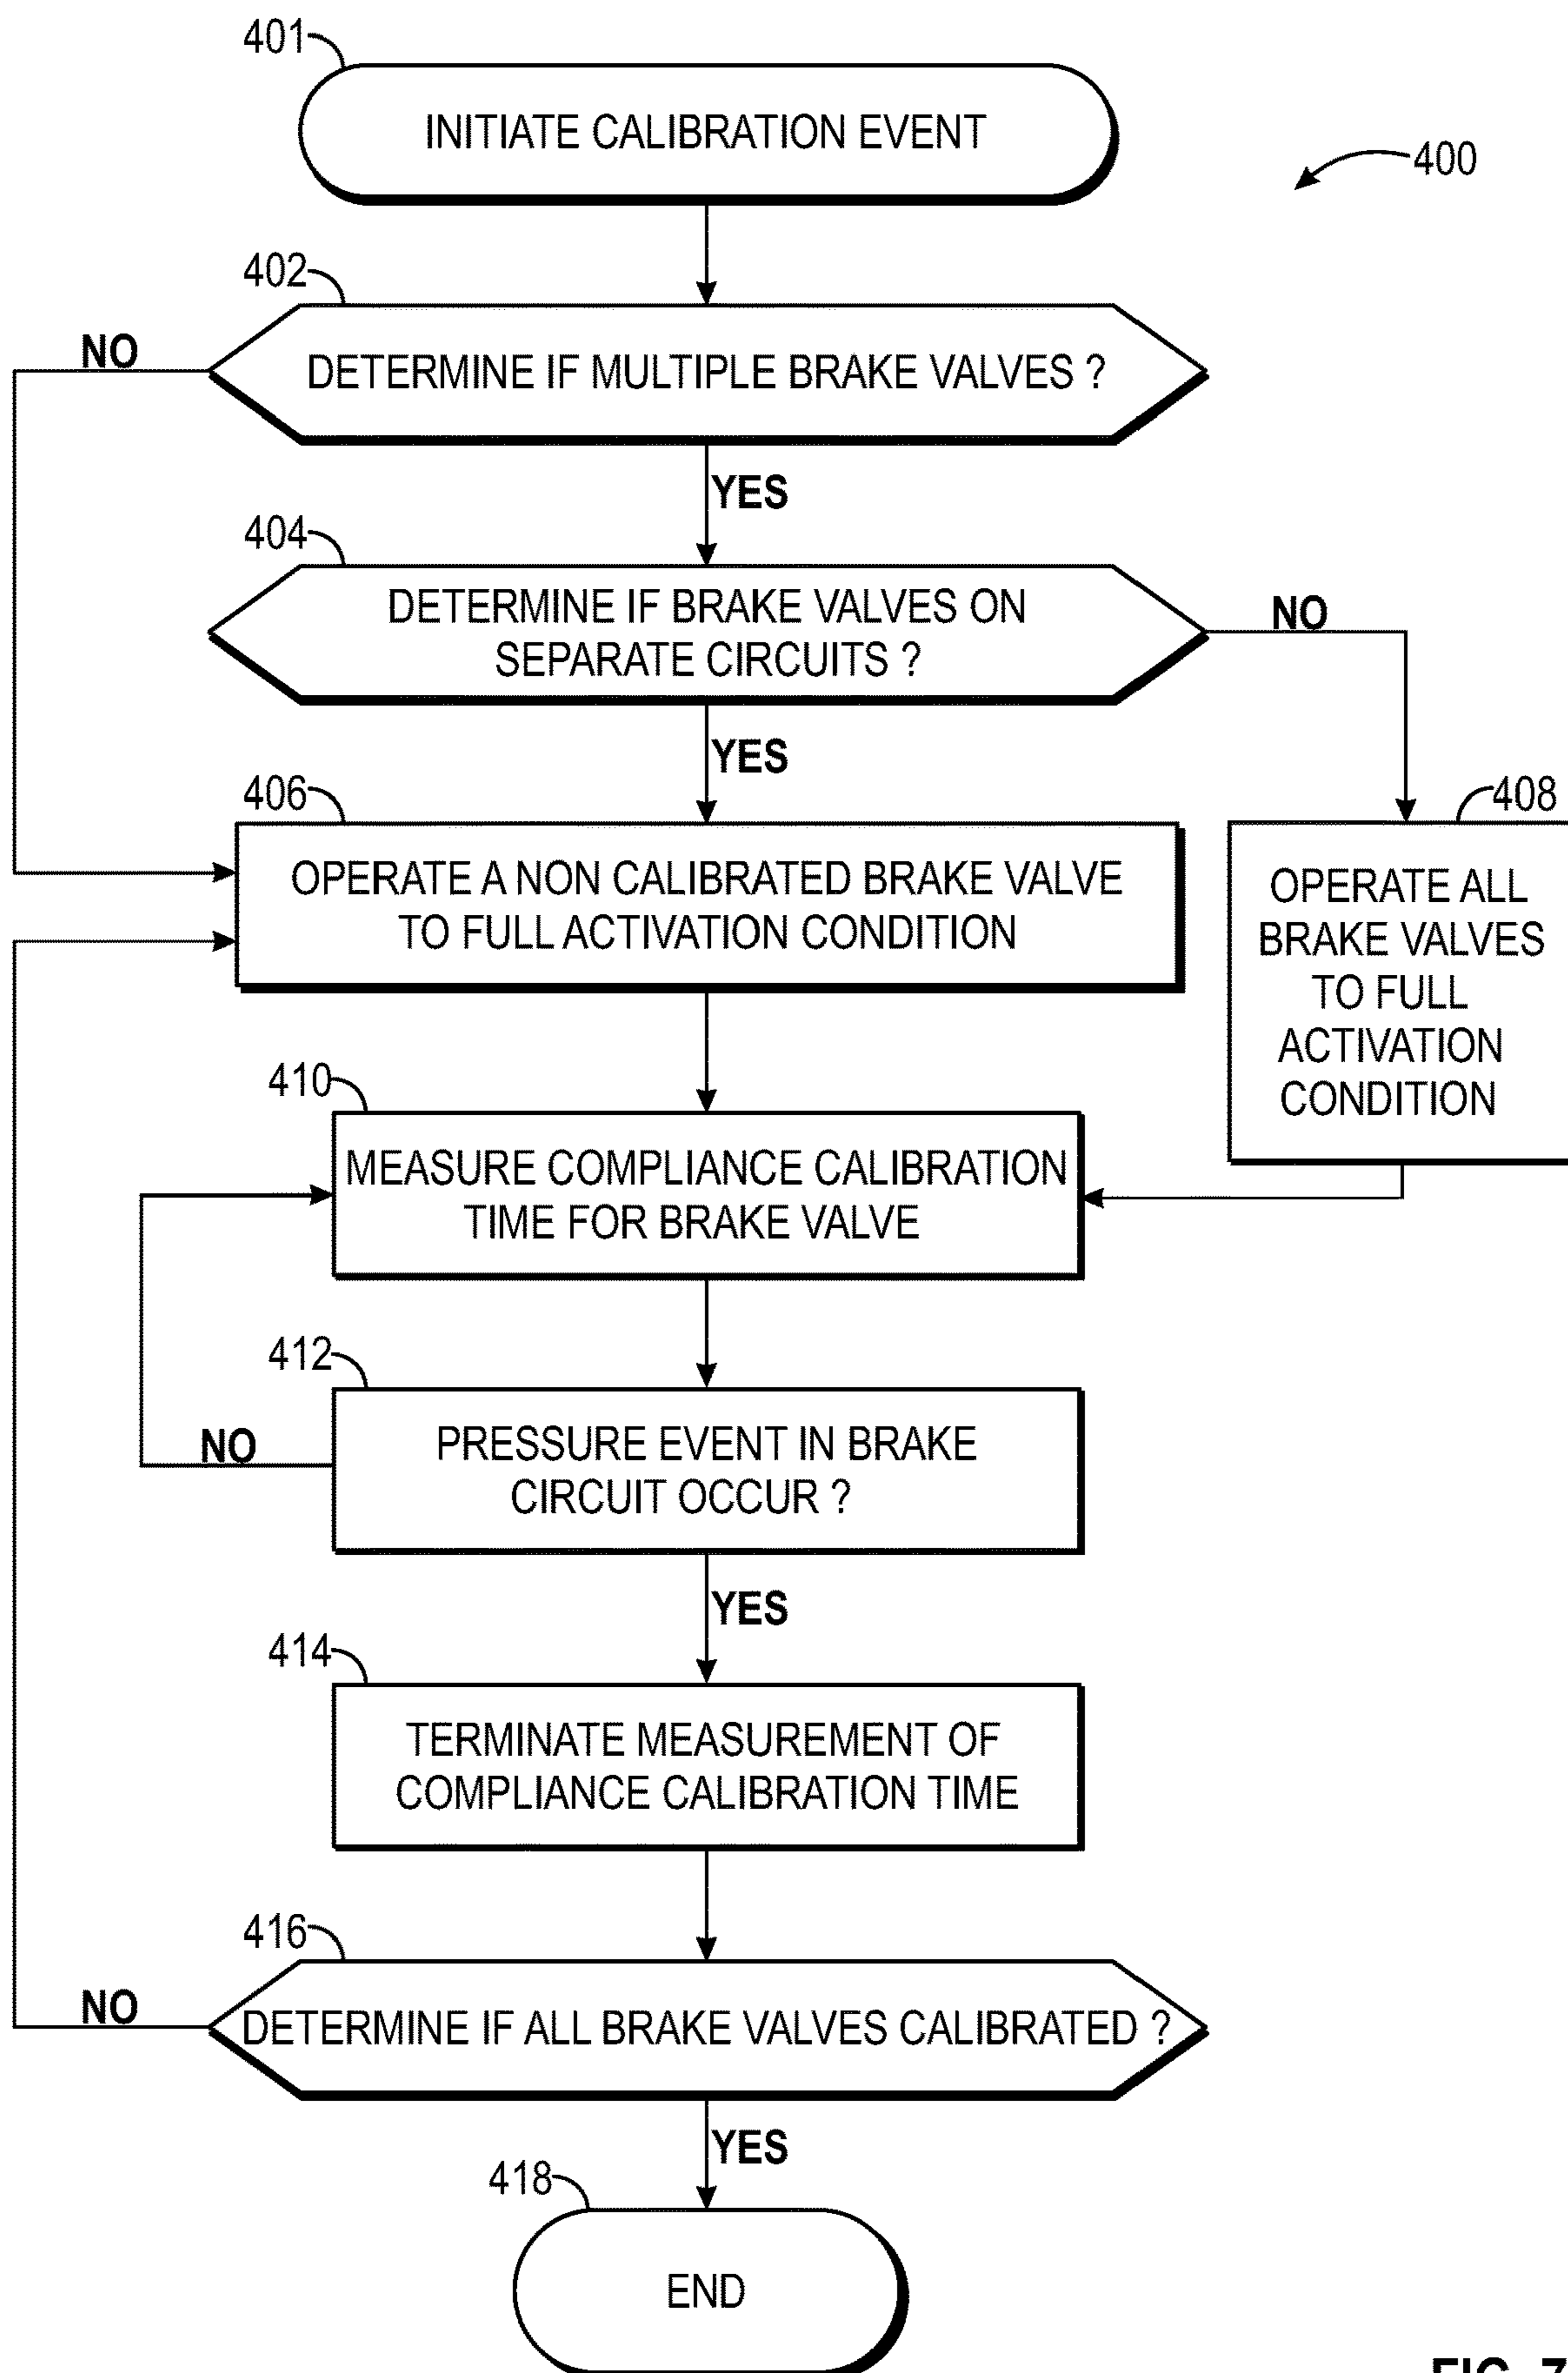 401
INITIATE CALIBRATION EVENT
400
402
NO
DETERMINE IF MULTIPLE BRAKE VALVES ?
YES
404
DETERMINE IF BRAKE VALVES ON
SEPARATE CIRCUITS ?
NO
YES
406
408
OPERATE A NON CALIBRATED BRAKE VALVE
TO FULL ACTIVATION CONDITION
OPERATE ALL
BRAKE VALVES
TO FULL
ACTIVATION
CONDITION
410
MEASURE COMPLIANCE CALIBRATION
TIME FOR BRAKE VALVE
412
NO
PRESSURE EVENT IN BRAKE
CIRCUIT OCCUR ?
YES
414
TERMINATE MEASUREMENT OF
COMPLIANCE CALIBRATION TIME
416
NO
DETERMINE IF ALL BRAKE VALVES CALIBRATED ?
YES
418
END
FIG. 7